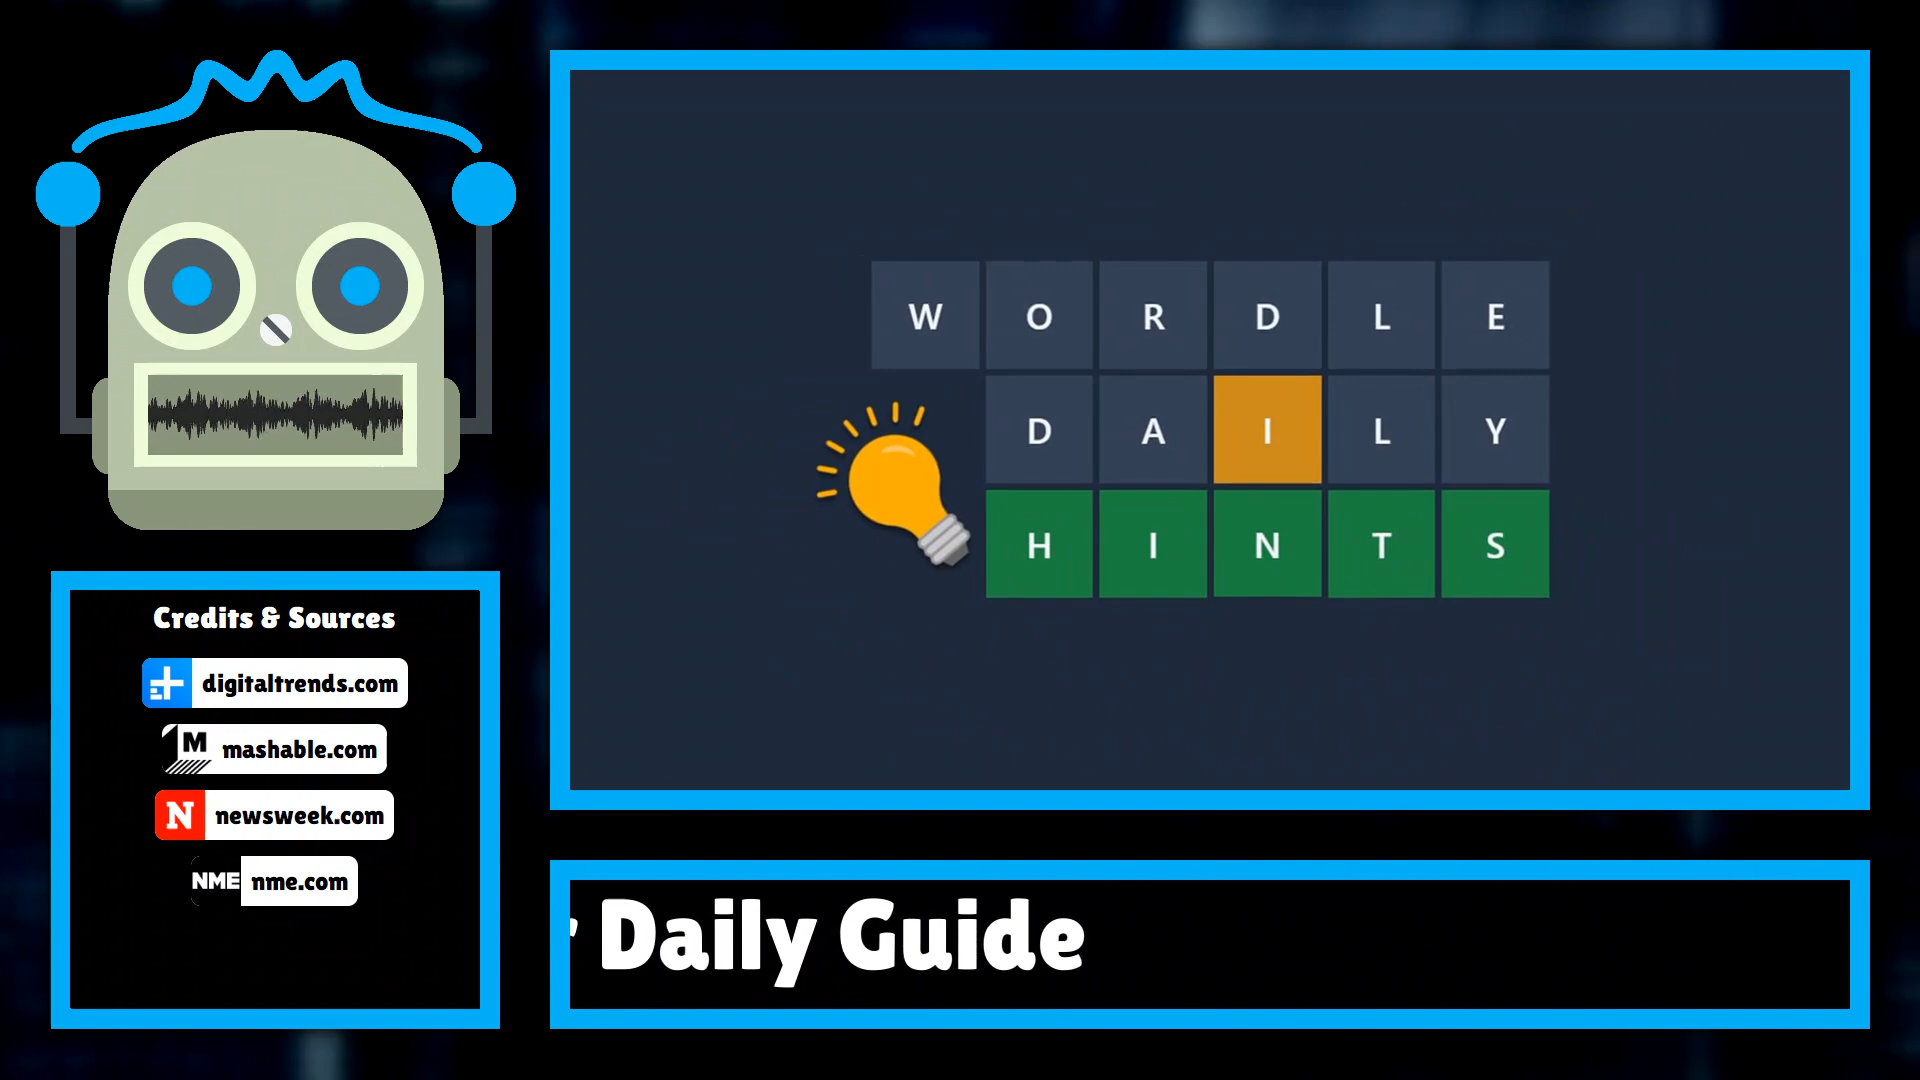 WORDLE
DAILY
HINTS
Credits & Sources
digitaltrends.com
M mashable.com
N newsweek.com
NME nme.com
Daily Guide